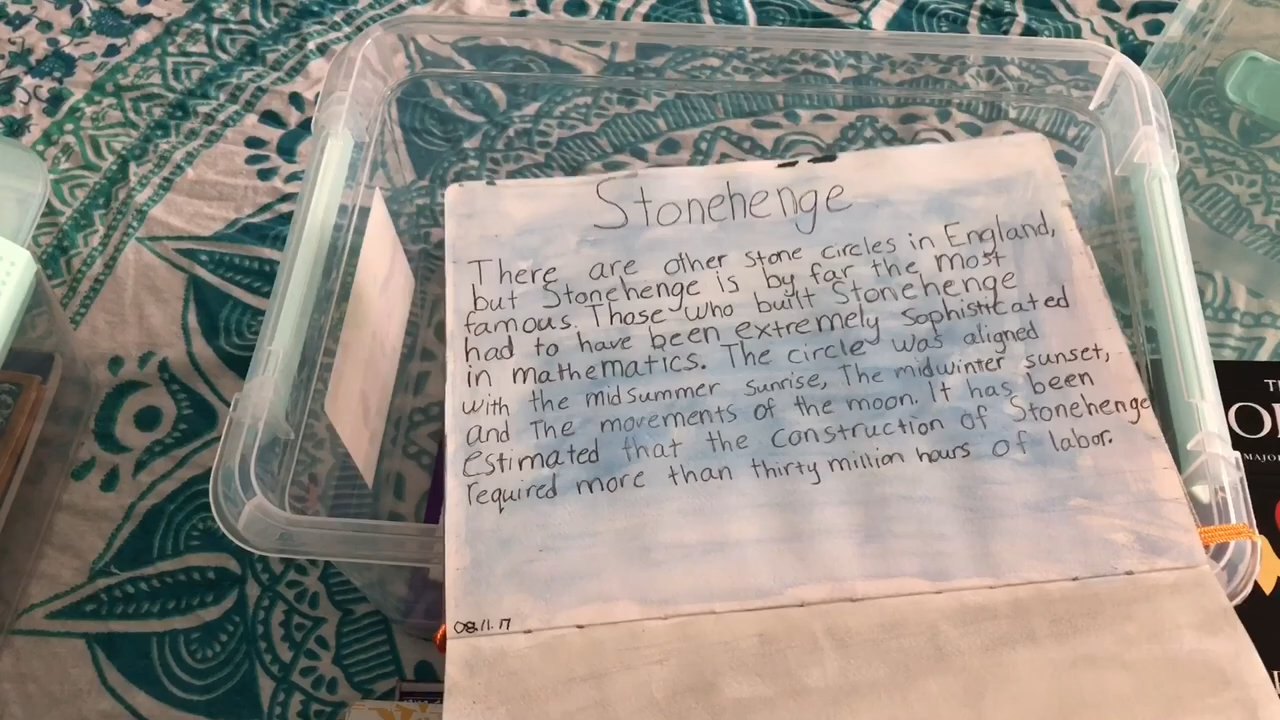 Stonehenge
There are other stone circles in England,
but Stonehenge is by far the most
famous. Those who built Stonehenge
had to have been extremely sophisticated
in mathematics. The circle was aligned
with the midsummer sunrise, The midwinter sunset,
and The movements of the moon. It has been
estimated that the construction of Stonehenge
required more than thirty million hours of labor.
08.11.17